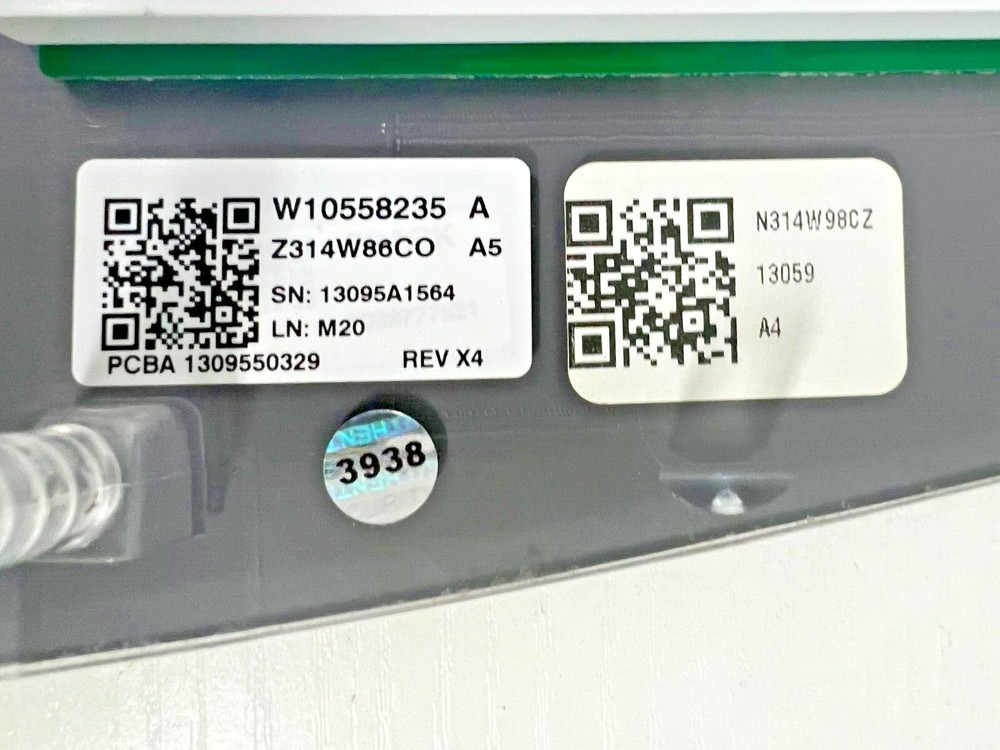 W10558235 A
Z314W86CO A5
SN: 13095A1564
LN: M20
PCBA 1309550329 REV X4
N314W98CZ
13059
A4
3938